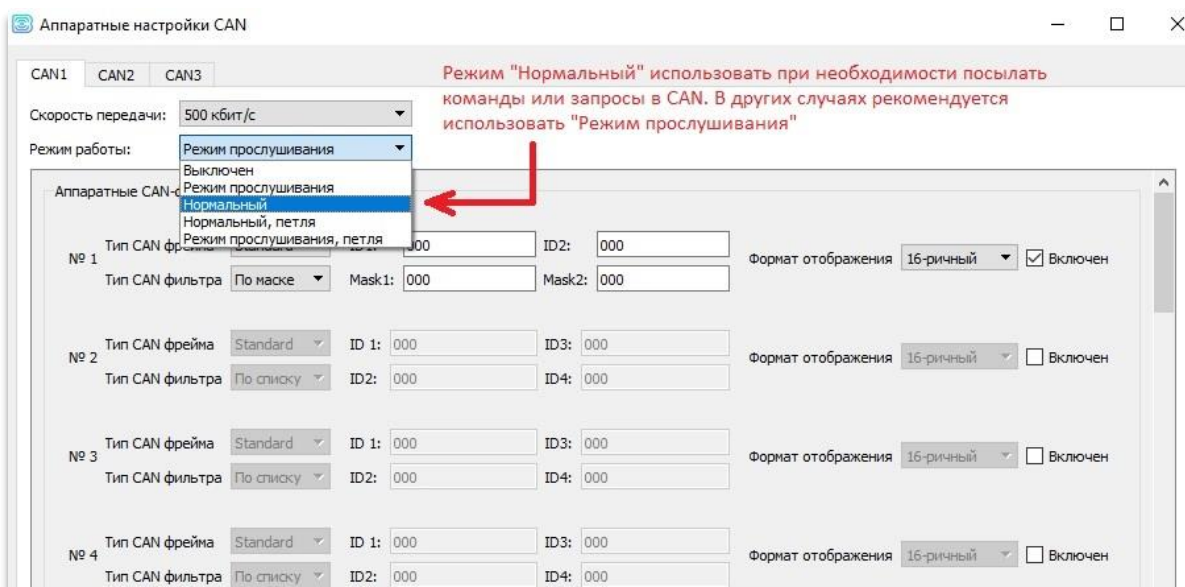 Аппаратные настройки CAN
CAN1 CAN2 CAN3
Режим "Нормальный" использовать при необходимости посылать
команды или запросы в CAN. В других случаях рекомендуется
использовать "Режим прослушивания"
Скорость передачи: 500 кбит/с
Режим работы: Режим прослушивания
Выключен
Режим прослушивания
Нормальный
Нормальный, петля
Режим прослушивания, петля
Аппаратные CAN-
№ 1
Тип CAN 000 ID2: 000
Тип CAN фильтра По маске Mask1: 000 Mask2: 000
Формат отображения 16-ричный Включен
№ 2
Тип CAN фрейма Standard ID 1: 000 ID3: 000
Тип CAN фильтра По списку ID2: 000 ID4: 000
Формат отображения 16-ричный Включен
№ 3
Тип CAN фрейма Standard ID 1: 000 ID3: 000
Тип CAN фильтра По списку ID2: 000 ID4: 000
Формат отображения 16-ричный Включен
№ 4
Тип CAN фрейма Standard ID 1: 000 ID3: 000
Тип CAN фильтра По списку ID2: 000 ID4: 000
Формат отображения 16-ричный Включен